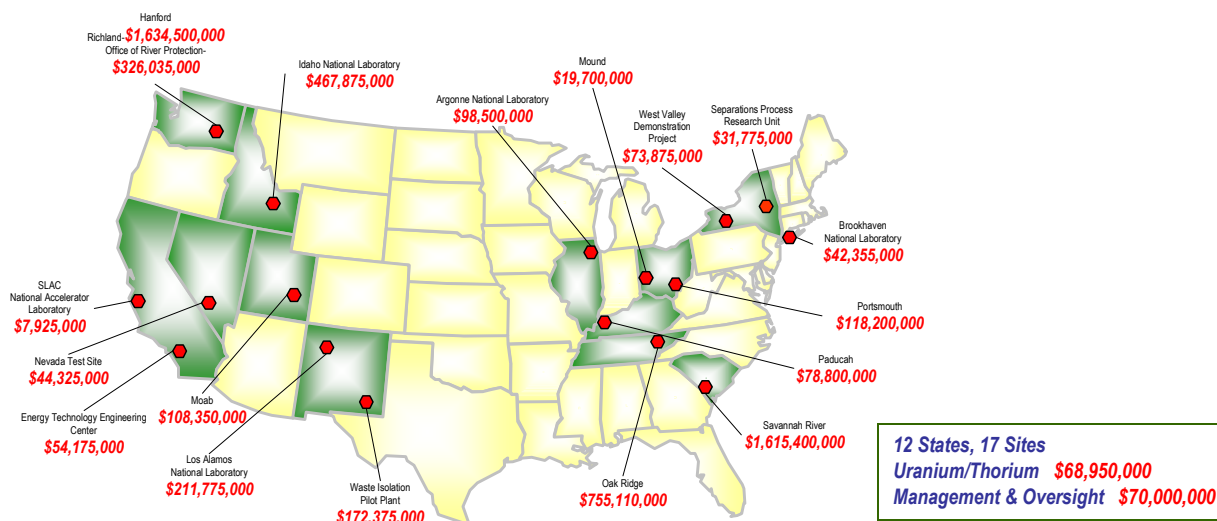 Hanford
Richland-$1,634,500,000
Office of River Protection-
$326,035,000
Idaho National Laboratory
$467,875,000
Argonne National Laboratory
$98,500,000
Mound
$19,700,000
West Valley
Demonstration
Project
$73,875,000
Separations Process
Research Unit
$31,775,000
Brookhaven
National Laboratory
$42,355,000
Portsmouth
$118,200,000
Paducah
$78,800,000
Savannah River
$1,615,400,000
Oak Ridge
$755,110,000
Waste Isolation
Pilot Plant
$172,375,000
Los Alamos
National Laboratory
$211,775,000
Moab
$108,350,000
Energy Technology Engineering
Center
$54,175,000
Nevada Test Site
$44,325,000
SLAC
National Accelerator
Laboratory
$7,925,000
12 States, 17 Sites
Uranium/Thorium $68,950,000
Management & Oversight $70,000,000